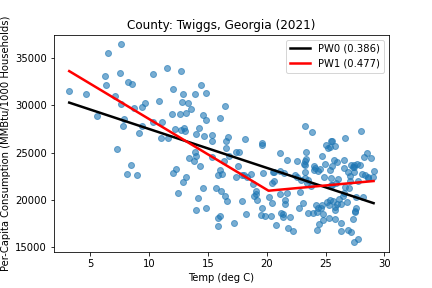 County: Twiggs, Georgia (2021)
Per-Capita Consumption (MMBtu/1000 Households)
35000
30000
25000
20000
15000
PW0 (0.386)
PW1 (0.477)
5 10 15 20 25 30
Temp (deg C)